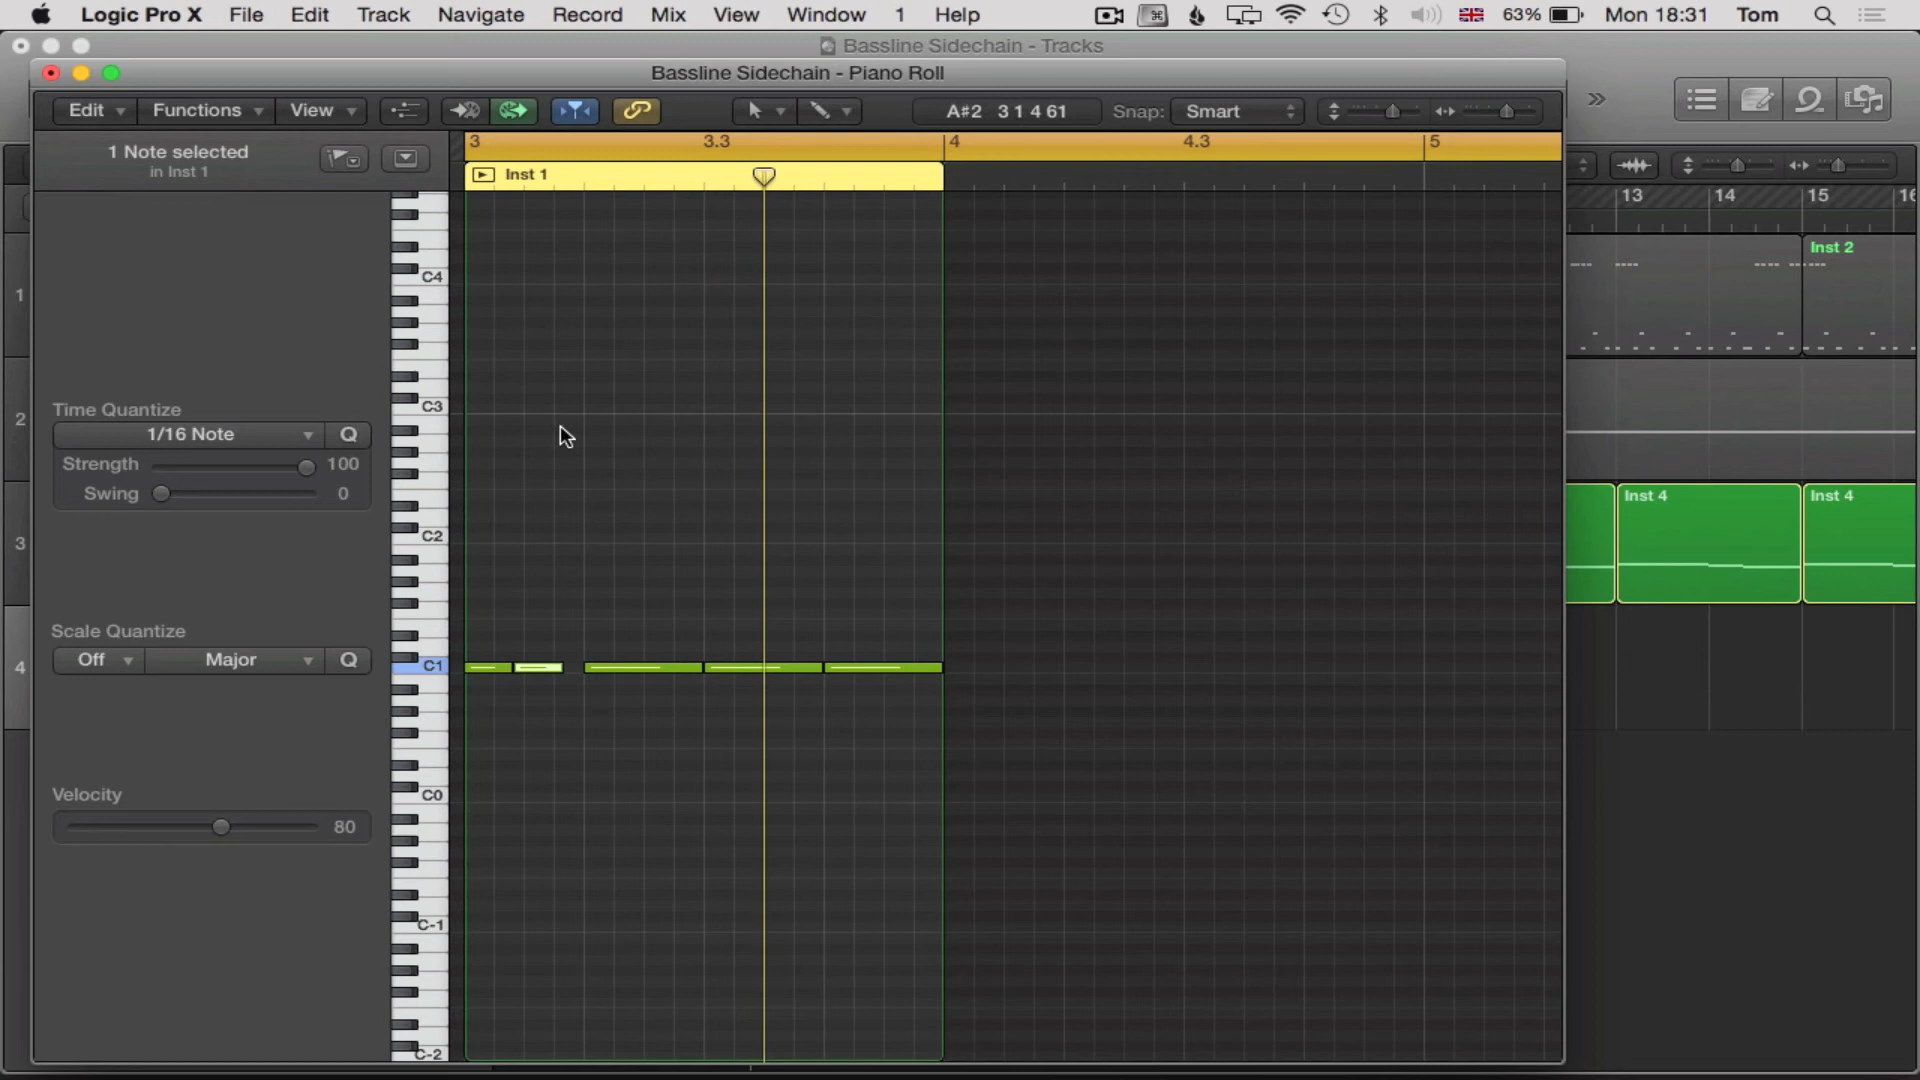 Logic Pro X File Edit Track Navigate Record Mix View Window 1 Help 63% Mon 18:31 Tom
Bassline Sidechain - Tracks
Bassline Sidechain - Piano Roll
Edit Functions View A#2 3 1 4 61 Snap: Smart
1 Note selected
in Inst 1
3 3.3 4 4.3 5
Inst 1
13 14 15 16
Inst 2
C4
C3
C2
C1
C0
C-1
C-2
Time Quantize
1/16 Note Q
Strength 100
Swing 0
Scale Quantize
Off Major Q
Velocity
80
1
2
3
4
Inst 4 Inst 4